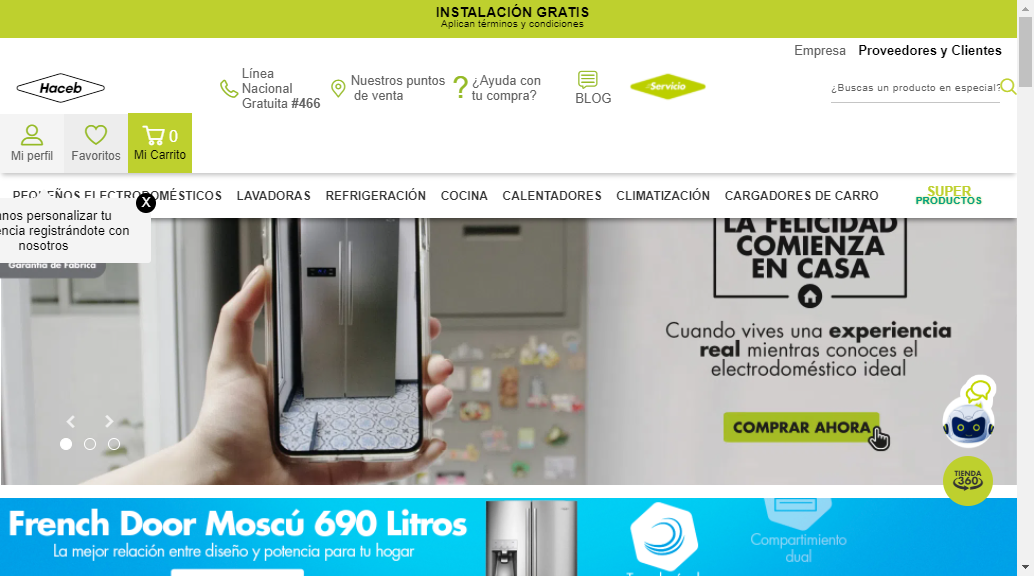 INSTALACIÓN GRATIS
Aplican términos y condiciones
Empresa
Proveedores y Clientes
Haceb
Línea
Nacional
Gratuita #466
Nuestros puntos
de venta
¿Ayuda con
tu compra?
BLOG
Servicio
¿Buscas un producto en especial?
Mi perfil
Favoritos
0
Mi Carrito
PEQUEÑOS ELECTRODOMÉSTICOS
LAVADORAS
REFRIGERACIÓN
COCINA
CALENTADORES
CLIMATIZACIÓN
CARGADORES DE CARRO
SUPER
PRODUCTOS
X
personalizar tu
registrándote con
nosotros
Garantía de Fábrica
LA FELICIDAD
COMIENZA
EN CASA
Cuando vives una experiencia
real mientras conoces el
electrodoméstico ideal
COMPRAR AHORA
TIENDA
360
French Door Moscú 690 Litros
La mejor relación entre diseño y potencia para tu hogar
Compartimiento
dual